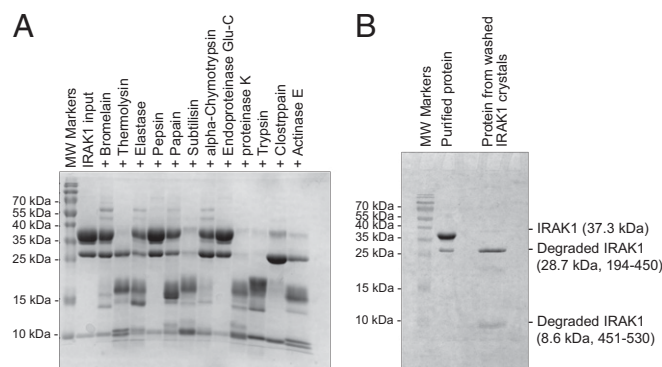 A
MW Markers
IRAK1 input
+ Bromelain
+ Thermolysin
+ Elastase
+ Pepsin
+ Papain
+ Subtilisin
+ alpha-Chymotrypsin
+ Endoproteinase Glu-C
+ proteinase K
+ Trypsin
+ Clostrppain
+ Actinase E
70 kDa
55 kDa
40 kDa
35 kDa
25 kDa
15 kDa
10 kDa
B
MW Markers
Purified protein
Protein from washed
IRAK1 crystals
70 kDa
55 kDa
40 kDa
35 kDa
25 kDa
15 kDa
10 kDa
IRAK1 (37.3 kDa)
Degraded IRAK1
(28.7 kDa, 194-450)
Degraded IRAK1
(8.6 kDa, 451-530)